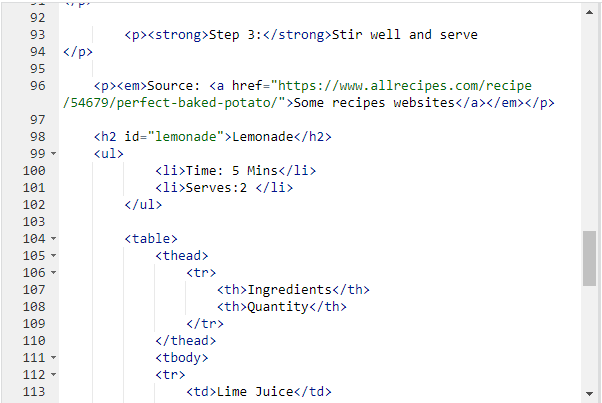 92
93 <p><strong>Step 3:</strong>Stir well and serve
94 </p>
95
96 <p><em>Source: <a href="https://www.allrecipes.com/recipe
/54679/perfect-baked-potato/">Some recipes websites</a></em></p>
97
98 <h2 id="lemonade">Lemonade</h2>
99 <ul>
100 <li>Time: 5 Mins</li>
101 <li>Serves:2 </li>
102 </ul>
103
104 <table>
105 <thead>
106 <tr>
107 <th>Ingredients</th>
108 <th>Quantity</th>
109 </tr>
110 </thead>
111 <tbody>
112 <tr>
113 <td>Lime Juice</td>